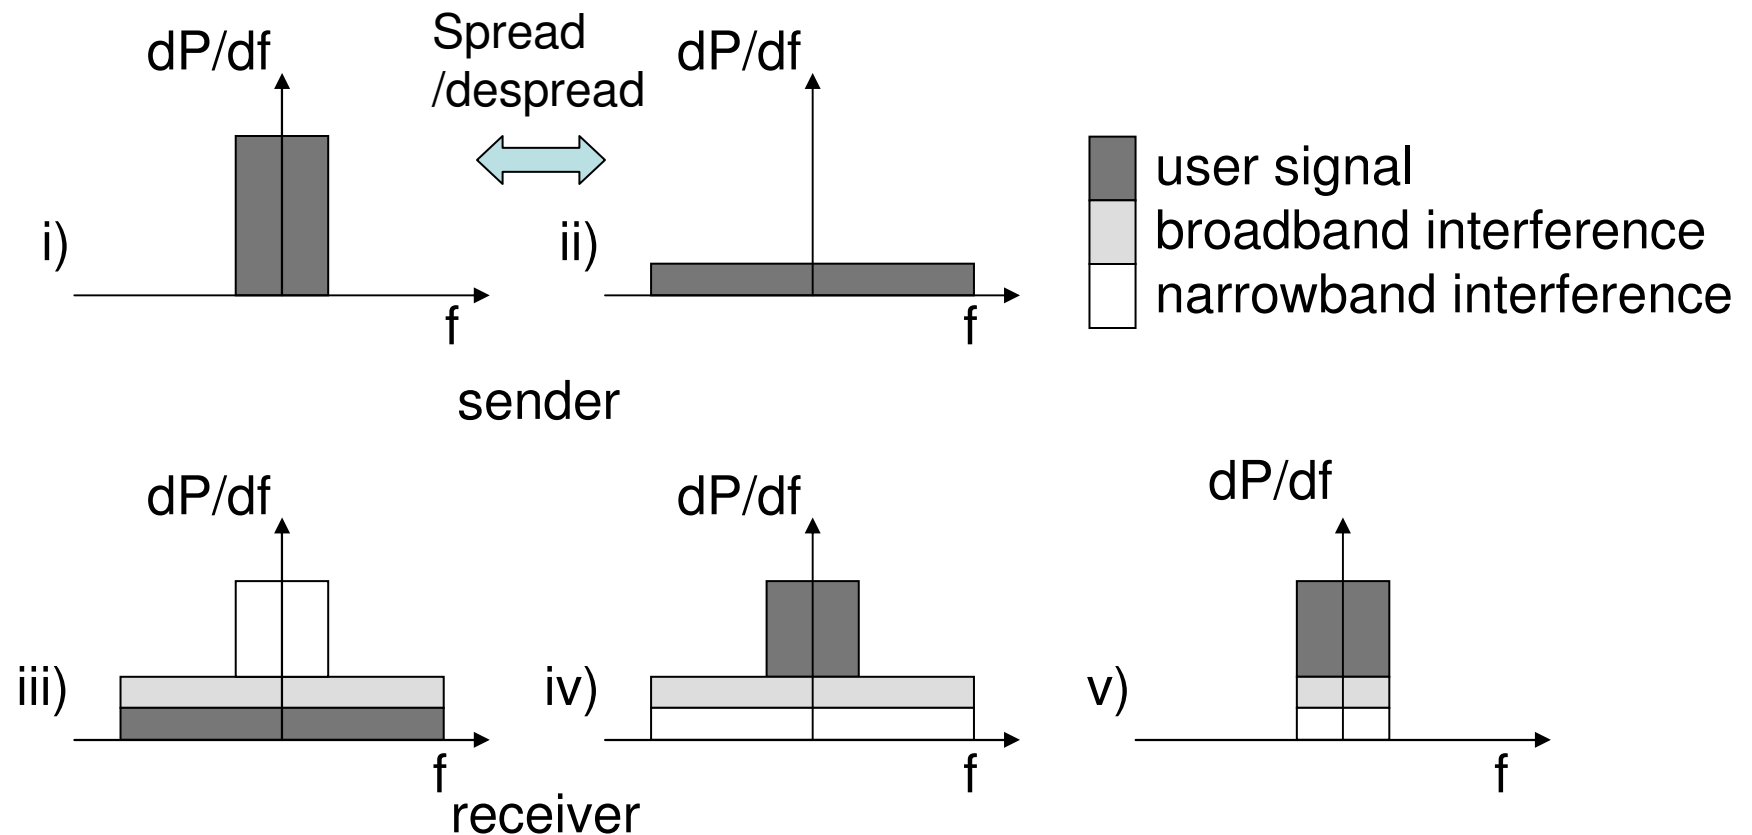 dP/df
Spread
/despread
dP/df
user signal
broadband interference
narrowband interference
i)
ii)
f
f
sender
dP/df
dP/df
dP/df
iii)
iv)
v)
f
f
f
receiver